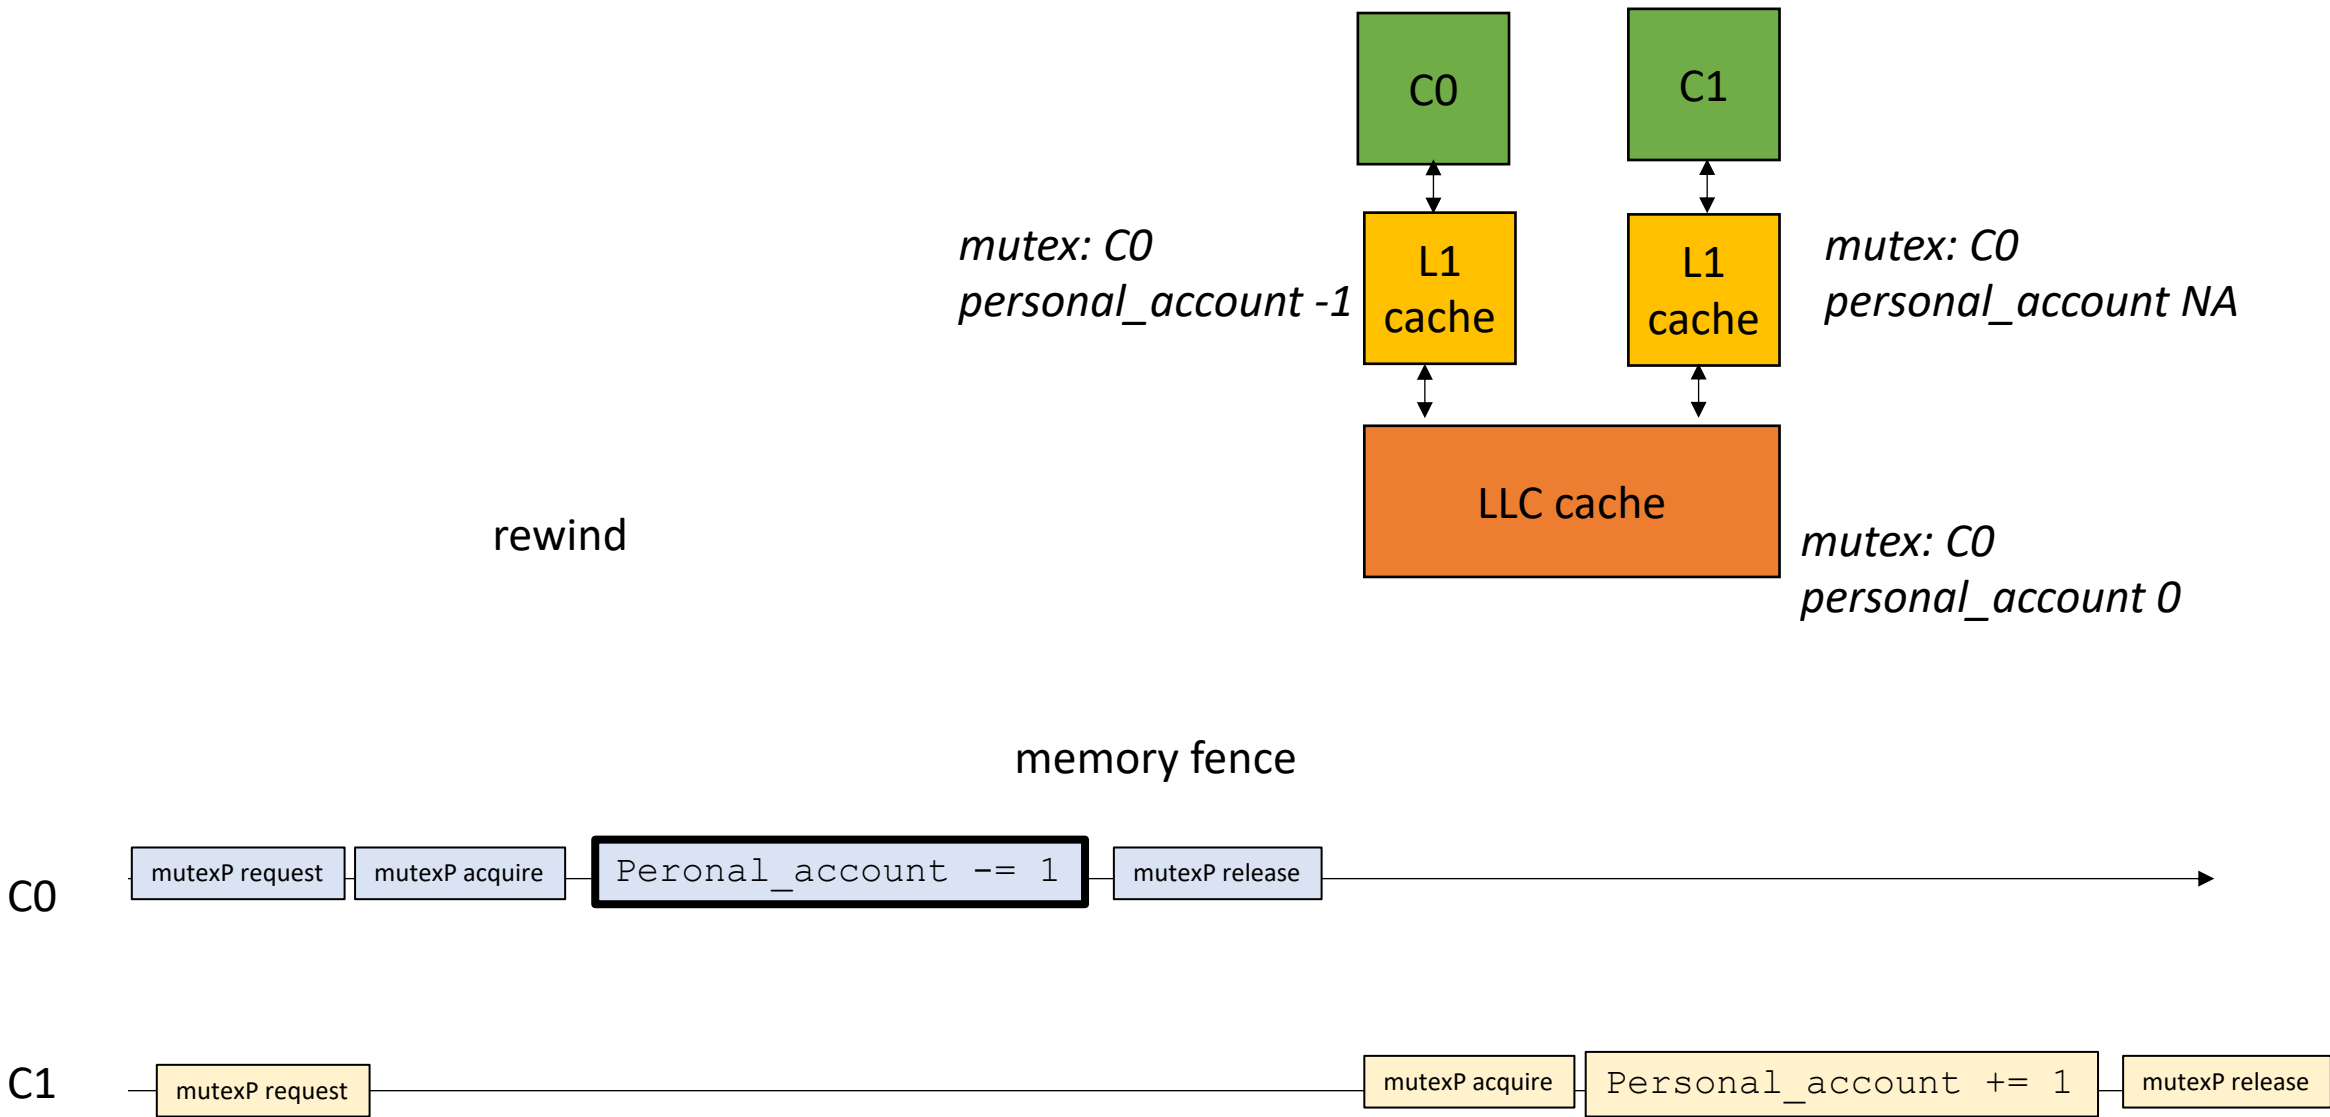 C0
C1
mutex: C0
personal_account -1
L1
cache
L1
cache
mutex: C0
personal_account NA
LLC cache
rewind
mutex: C0
personal_account 0
memory fence
C0
mutexP request
mutexP acquire
Peronal_account -= 1
mutexP release
C1
mutexP request
mutexP acquire
Personal_account += 1
mutexP release